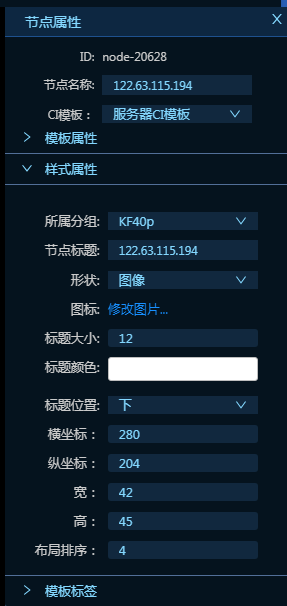 节点属性 X
ID: node-20628
节点名称: 122.63.115.194
CI模板： 服务器CI模板
模板属性
样式属性
所属分组: KF40p
节点标题: 122.63.115.194
形状: 图像
图标: 修改图片...
标题大小: 12
标题颜色:
标题位置: 下
横坐标： 280
纵坐标： 204
宽： 42
高： 45
布局排序： 4
模板标签